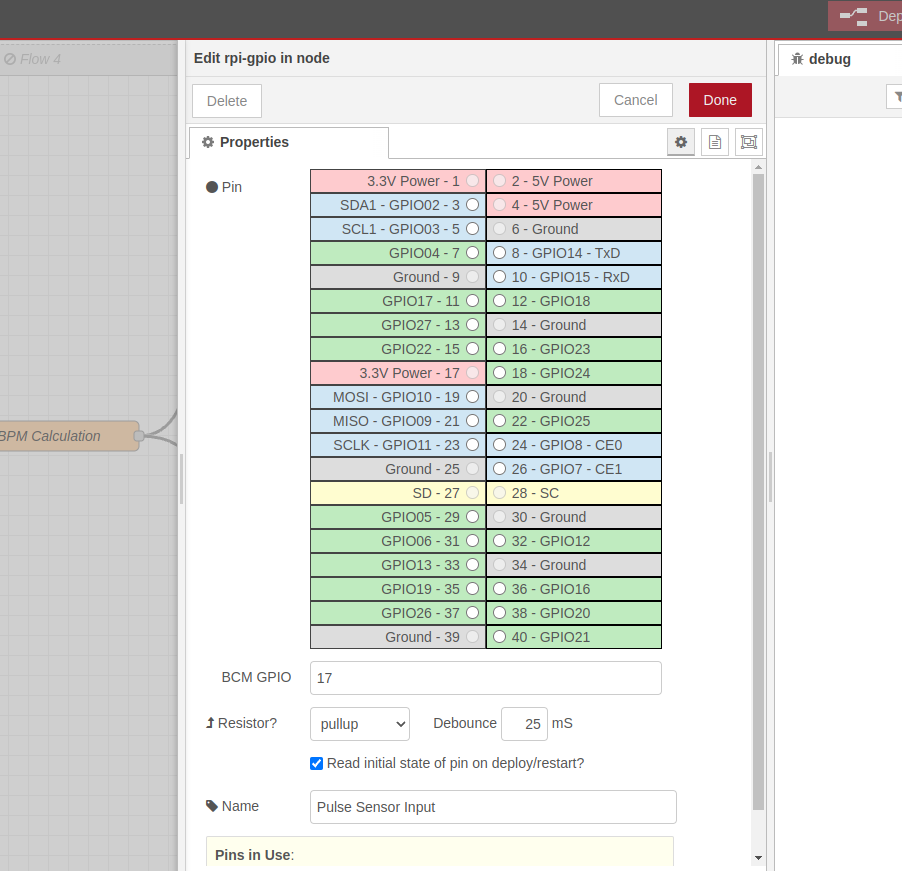 Dep
Flow 4
Edit rpi-gpio in node
debug
Delete
Cancel
Done
Properties
Pin
3.3V Power - 1
2 - 5V Power
SDA1 - GPIO02 - 3
4 - 5V Power
SCL1 - GPIO03 - 5
6 - Ground
GPIO04 - 7
8 - GPIO14 - TxD
Ground - 9
10 - GPIO15 - RxD
GPIO17 - 11
12 - GPIO18
GPIO27 - 13
14 - Ground
GPIO22 - 15
16 - GPIO23
3.3V Power - 17
18 - GPIO24
MOSI - GPIO10 - 19
20 - Ground
MISO - GPIO09 - 21
22 - GPIO25
SCLK - GPIO11 - 23
24 - GPIO8 - CE0
Ground - 25
26 - GPIO7 - CE1
SD - 27
28 - SC
GPIO05 - 29
30 - Ground
GPIO06 - 31
32 - GPIO12
GPIO13 - 33
34 - Ground
GPIO19 - 35
36 - GPIO16
GPIO26 - 37
38 - GPIO20
Ground - 39
40 - GPIO21
BPM Calculation
BCM GPIO
17
Resistor?
pullup
Debounce
25
mS
Read initial state of pin on deploy/restart?
Name
Pulse Sensor Input
Pins in Use: